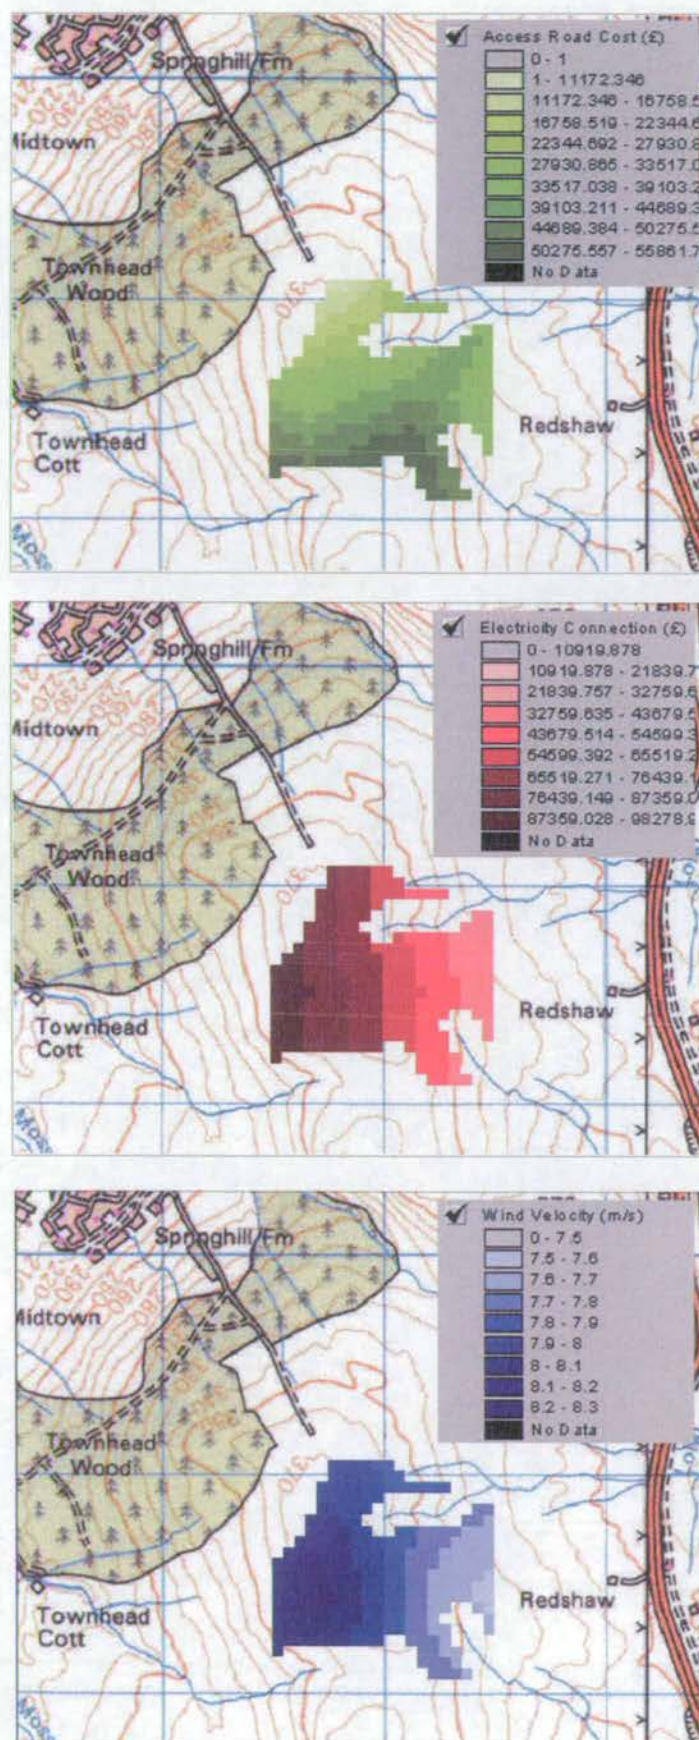 Access Road Cost (£)
0 - 1
1 - 11172.346
11172.346 - 16758.5
16758.519 - 22344.6
22344.692 - 27930.8
27930.865 - 33517.0
33517.038 - 39103.2
39103.211 - 44689.3
44689.384 - 50275.5
50275.557 - 55861.7
No Data
Springhill Fm
Midtown
Townhead
Wood
370
Townhead
Cott
Redshaw
Moss
Electricity Connection (£)
0 - 10919.878
10919.878 - 21839.7
21839.757 - 32759.6
32759.635 - 43679.5
43679.514 - 54599.3
54599.392 - 65519.2
65519.271 - 76439.1
76439.149 - 87359.0
87359.028 - 98278.9
No Data
Springhill Fm
Midtown
Townhead
Wood
370
Townhead
Cott
Redshaw
Moss
Wind Velocity (m/s)
0 - 7.5
7.5 - 7.6
7.6 - 7.7
7.7 - 7.8
7.8 - 7.9
7.9 - 8
8 - 8.1
8.1 - 8.2
8.2 - 8.3
No Data
Springhill Fm
Midtown
Townhead
Wood
370
Townhead
Cott
Redshaw
Moss